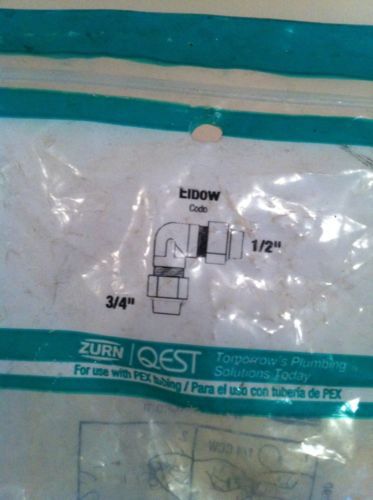 Elbow
Codo
1/2"
3/4"
ZURN QEST Tomorrow's Plumbing
Solutions Today
For use with PEX tubing / Para el uso con tubería de PEX